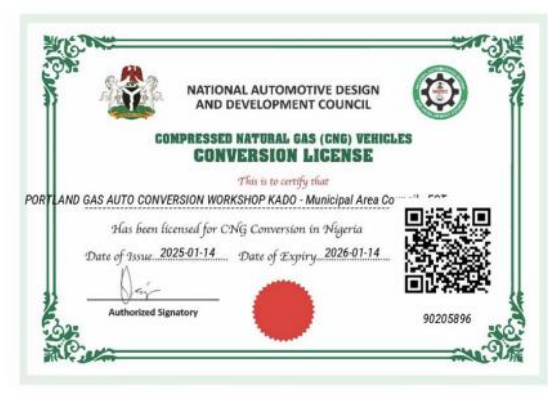 NATIONAL AUTOMOTIVE DESIGN
AND DEVELOPMENT COUNCIL
COMPRESSED NATURAL GAS (CNG) VEHICLES
CONVERSION LICENSE
This is to certify that
PORTLAND GAS AUTO CONVERSION WORKSHOP KADO - Municipal Area
Has been licensed for CNG Conversion in Nigeria
Date of Issue 2025-01-14 Date of Expiry 2026-01-14
Authorized Signatory
90205896